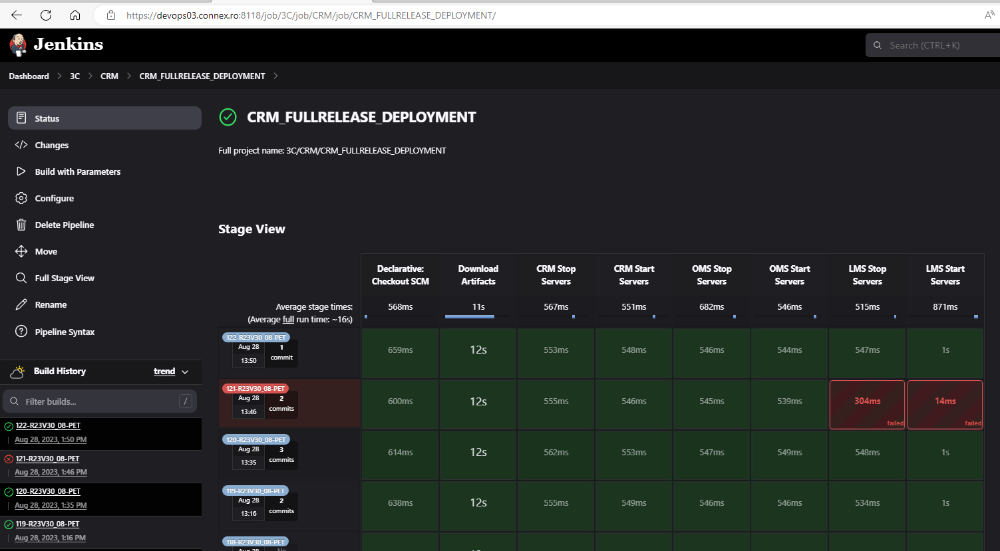 https://devops03.connex.ro:8118/job/3C/job/CRM/job/CRM_FULLRELEASE_DEPLOYMENT/
Jenkins
Search (CTRL+K)
Dashboard > 3C > CRM > CRM_FULLRELEASE_DEPLOYMENT >
Status
Changes
Build with Parameters
Configure
Delete Pipeline
Move
Full Stage View
Rename
Pipeline Syntax
Build History trend
Filter builds... /
122-R23V30_08-PET
Aug 28, 2023, 1:50 PM
121-R23V30_08-PET
Aug 28, 2023, 1:46 PM
120-R23V30_08-PET
Aug 28, 2023, 1:35 PM
119-R23V30_08-PET
Aug 28, 2023, 1:16 PM
CRM_FULLRELEASE_DEPLOYMENT
Full project name: 3C/CRM/CRM_FULLRELEASE_DEPLOYMENT
Stage View
Declarative: Download CRM Stop CRM Start OMS Stop OMS Start LMS Stop LMS Start
Checkout SCM Artifacts Servers Servers Servers Servers Servers Servers
Average stage times: 568ms 11s 567ms 551ms 682ms 546ms 515ms 871ms
(Average full run time: ~16s)
122-R23V30_08-PET
Aug 28 1
13:50 commit
659ms 12s 553ms 548ms 546ms 544ms 547ms 1s
121-R23V30_08-PET
Aug 28 2
13:46 commits
600ms 12s 555ms 546ms 545ms 539ms 304ms 14ms
failed failed
120-R23V30_08-PET
Aug 28 3
13:35 commits
614ms 12s 562ms 553ms 547ms 549ms 548ms 1s
119-R23V30_08-PET
Aug 28 2
13:16 commits
638ms 12s 555ms 549ms 546ms 546ms 534ms 1s
118-R23V30_08-PET
Aug 28 No